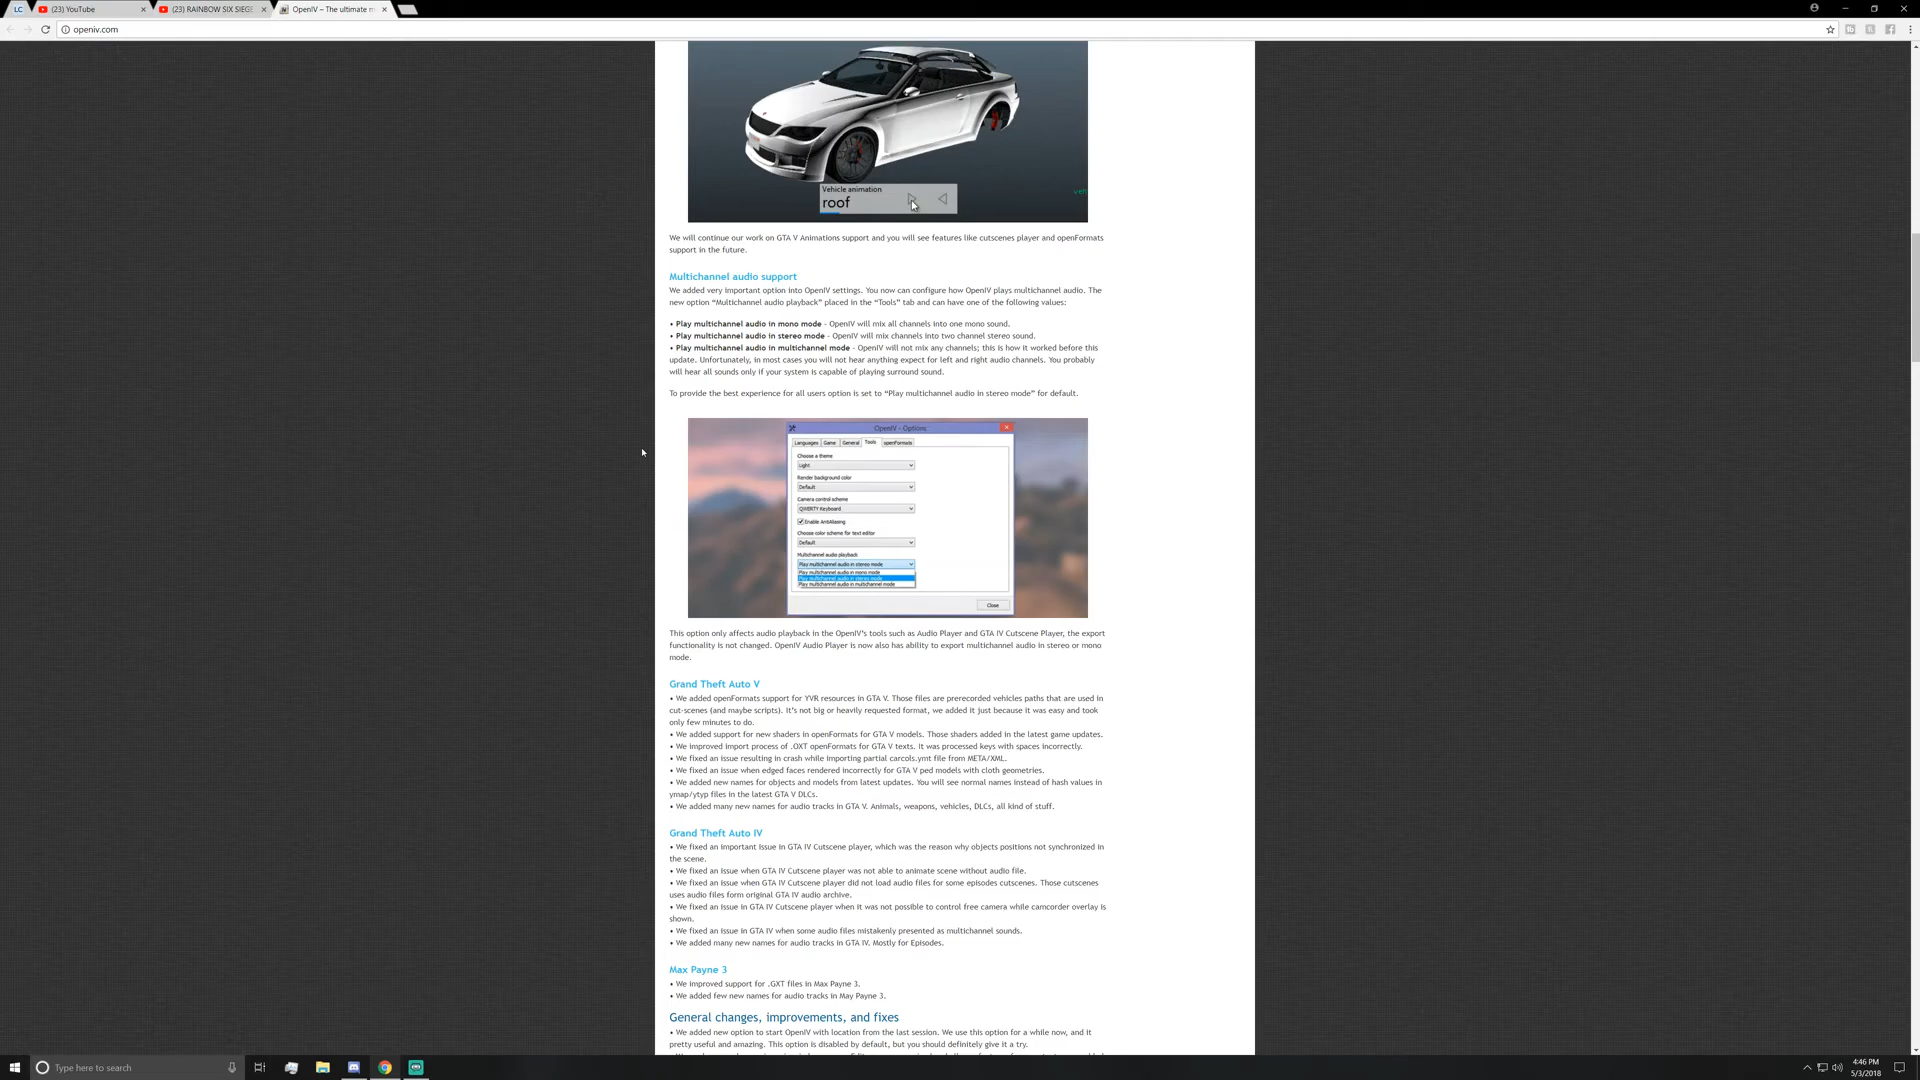 LC
(23) YouTube
(23) RAINBOW SIX SIEGE
OpenIV – The ultimate m
openiv.com
Vehicle animation
roof
veh
We will continue our work on GTA V Animations support and you will see features like cutscenes player and openFormats
support in the future.
Multichannel audio support
We added very important option into OpenIV settings. You now can configure how OpenIV plays multichannel audio. The
new option “Multichannel audio playback” placed in the “Tools” tab and can have one of the following values:
• Play multichannel audio in mono mode – OpenIV will mix all channels into one mono sound.
• Play multichannel audio in stereo mode – OpenIV will mix channels into two channel stereo sound.
• Play multichannel audio in multichannel mode – OpenIV will not mix any channels; this is how it worked before this
update. Unfortunately, in most cases you will not hear anything expect for left and right audio channels. You probably
will hear all sounds only if your system is capable of playing surround sound.
To provide the best experience for all users option is set to “Play multichannel audio in stereo mode” for default.
OpenIV - Options
Languages Game General Tools openFormats
Choose a theme
Light
Render background color
Default
Camera control scheme
QWERTY Keyboard
Enable AntiAliasing
Choose color scheme for text editor
Default
Multichannel audio playback
Play multichannel audio in stereo mode
Play multichannel audio in mono mode
Play multichannel audio in stereo mode
Play multichannel audio in multichannel mode
Close
This option only affects audio playback in the OpenIV’s tools such as Audio Player and GTA IV Cutscene Player, the export
functionality is not changed. OpenIV Audio Player is now also has ability to export multichannel audio in stereo or mono
mode.
Grand Theft Auto V
• We added openFormats support for YVR resources in GTA V. Those files are prerecorded vehicles paths that are used in
cut-scenes (and maybe scripts). It’s not big or heavily requested format, we added it just because it was easy and took
only few minutes to do.
• We added support for new shaders in openFormats for GTA V models. Those shaders added in the latest game updates.
• We improved import process of .OXT openFormats for GTA V texts. It was processed keys with spaces incorrectly.
• We fixed an issue resulting in crash while importing partial carcols.ymt file from META/XML.
• We fixed an issue when edged faces rendered incorrectly for GTA V ped models with cloth geometries.
• We added new names for objects and models from latest updates. You will see normal names instead of hash values in
ymap/ytyp files in the latest GTA V DLCs.
• We added many new names for audio tracks in GTA V. Animals, weapons, vehicles, DLCs, all kind of stuff.
Grand Theft Auto IV
• We fixed an important issue in GTA IV Cutscene player, which was the reason why objects positions not synchronized in
the scene.
• We fixed an issue when GTA IV Cutscene player was not able to animate scene without audio file.
• We fixed an issue when GTA IV Cutscene player did not load audio files for some episodes cutscenes. Those cutscenes
uses audio files form original GTA IV audio archive.
• We fixed an issue in GTA IV Cutscene player when it was not possible to control free camera while camcorder overlay is
shown.
• We fixed an issue in GTA IV when some audio files mistakenly presented as multichannel sounds.
• We added many new names for audio tracks in GTA IV. Mostly for Episodes.
Max Payne 3
• We improved support for .GXT files in Max Payne 3.
• We added few new names for audio tracks in May Payne 3.
General changes, improvements, and fixes
• We added new option to start OpenIV with location from the last session. We use this option for a while now, and it
pretty useful and amazing. This option is disabled by default, but you should definitely give it a try.
Type here to search
4:46 PM
5/3/2018